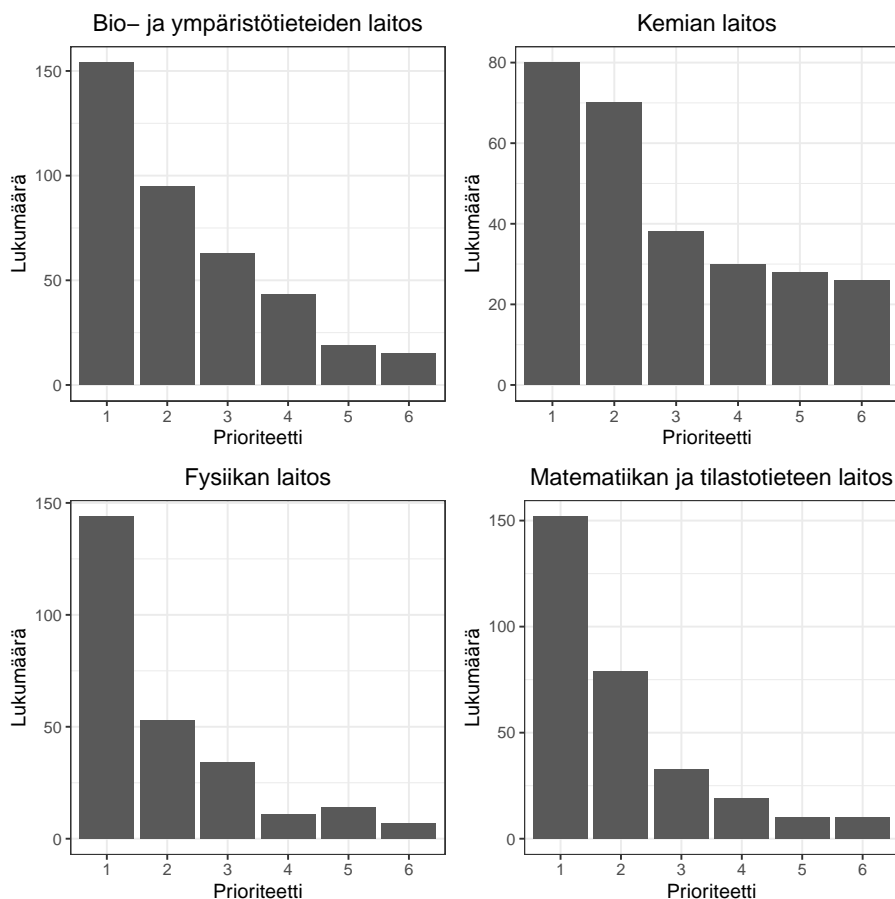 Bio− ja ympäristötieteiden laitos
Lukumäärä
150
100
50
0
1 2 3 4 5 6
Prioriteetti
Kemian laitos
Lukumäärä
80
60
40
20
0
1 2 3 4 5 6
Prioriteetti
Fysiikan laitos
Lukumäärä
150
100
50
0
1 2 3 4 5 6
Prioriteetti
Matematiikan ja tilastotieteen laitos
Lukumäärä
150
100
50
0
1 2 3 4 5 6
Prioriteetti